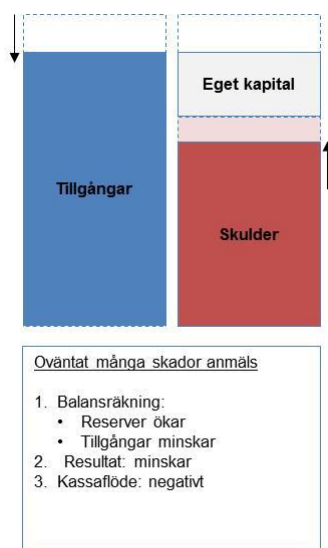 Eget kapital
Tillgångar
Skulder
Oväntat många skador anmäls
1. Balansräkning:
• Reserver ökar
• Tillgångar minskar
2. Resultat: minskar
3. Kassaflöde: negativt